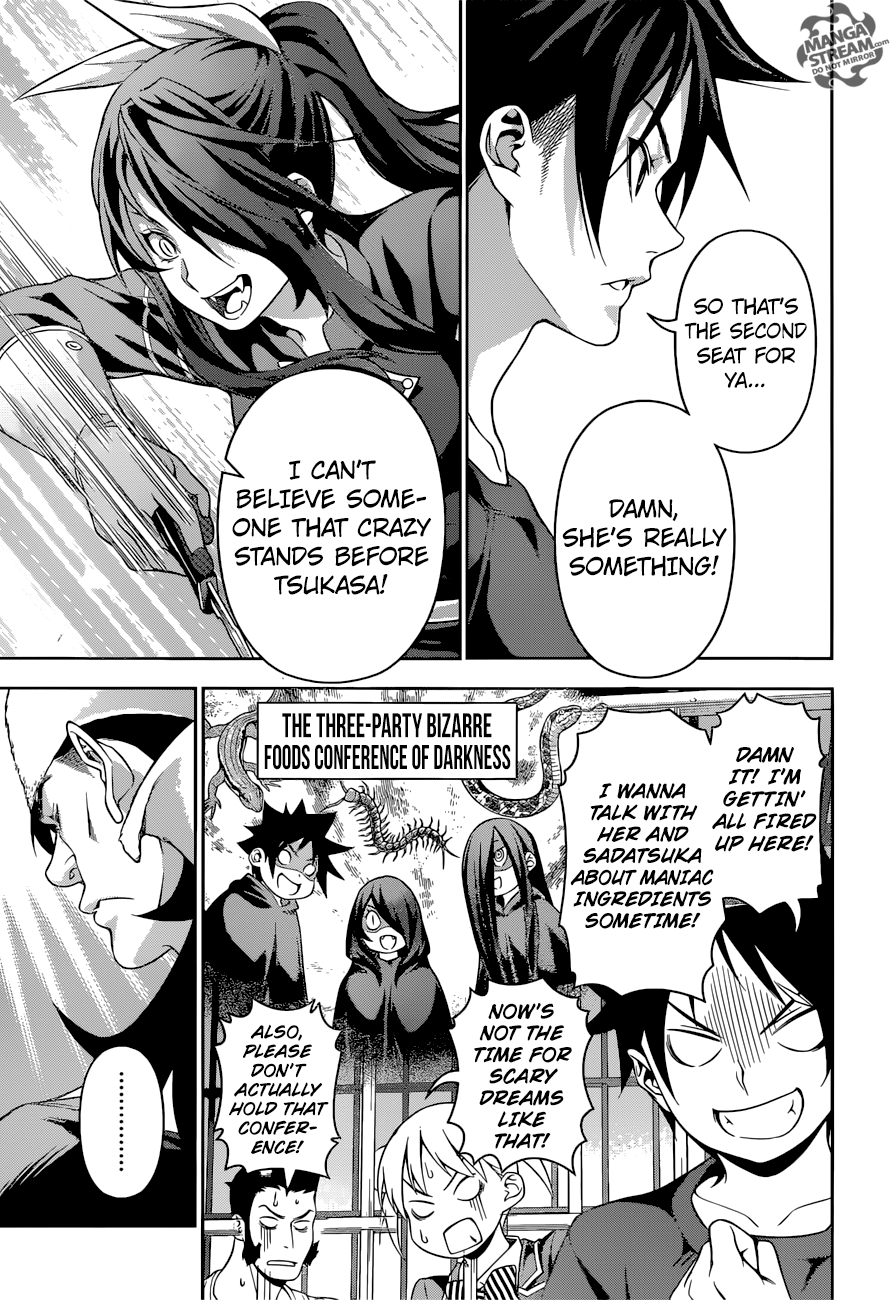 MANGA
STREAM.com
DO NOT MIRROR!
SO THAT'S
THE SECOND
SEAT FOR
YA...
DAMN,
SHE'S REALLY
SOMETHING!
I CAN'T
BELIEVE SOME-
ONE THAT CRAZY
STANDS BEFORE
TSUKASA!
DAMN
IT! I'M
GETTIN'
ALL FIRED
UP HERE!
I WANNA
TALK WITH
HER AND
SADATSUKA
ABOUT MANIAC
INGREDIENTS
SOMETIME!
THE THREE-PARTY BIZARRE
FOODS CONFERENCE OF DARKNESS
NOW'S
NOT THE
TIME FOR
SCARY
DREAMS
LIKE
THAT!
ALSO,
PLEASE
DON'T
ACTUALLY
HOLD THAT
CONFER-
ENCE!
.........